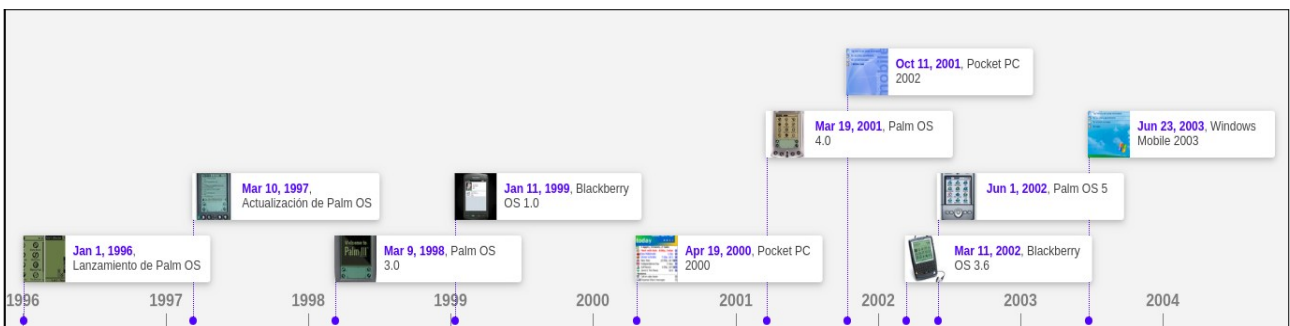 Oct 11, 2001, Pocket PC
2002
Mar 19, 2001, Palm OS
4.0
Jun 23, 2003, Windows
Mobile 2003
Mar 10, 1997,
Actualización de Palm OS
Jan 11, 1999, Blackberry
OS 1.0
Jun 1, 2002, Palm OS 5
Jan 1, 1996,
Lanzamiento de Palm OS
Mar 9, 1998, Palm OS
3.0
Apr 19, 2000, Pocket PC
2000
Mar 11, 2002, Blackberry
OS 3.6
1996 1997 1998 1999 2000 2001 2002 2003 2004